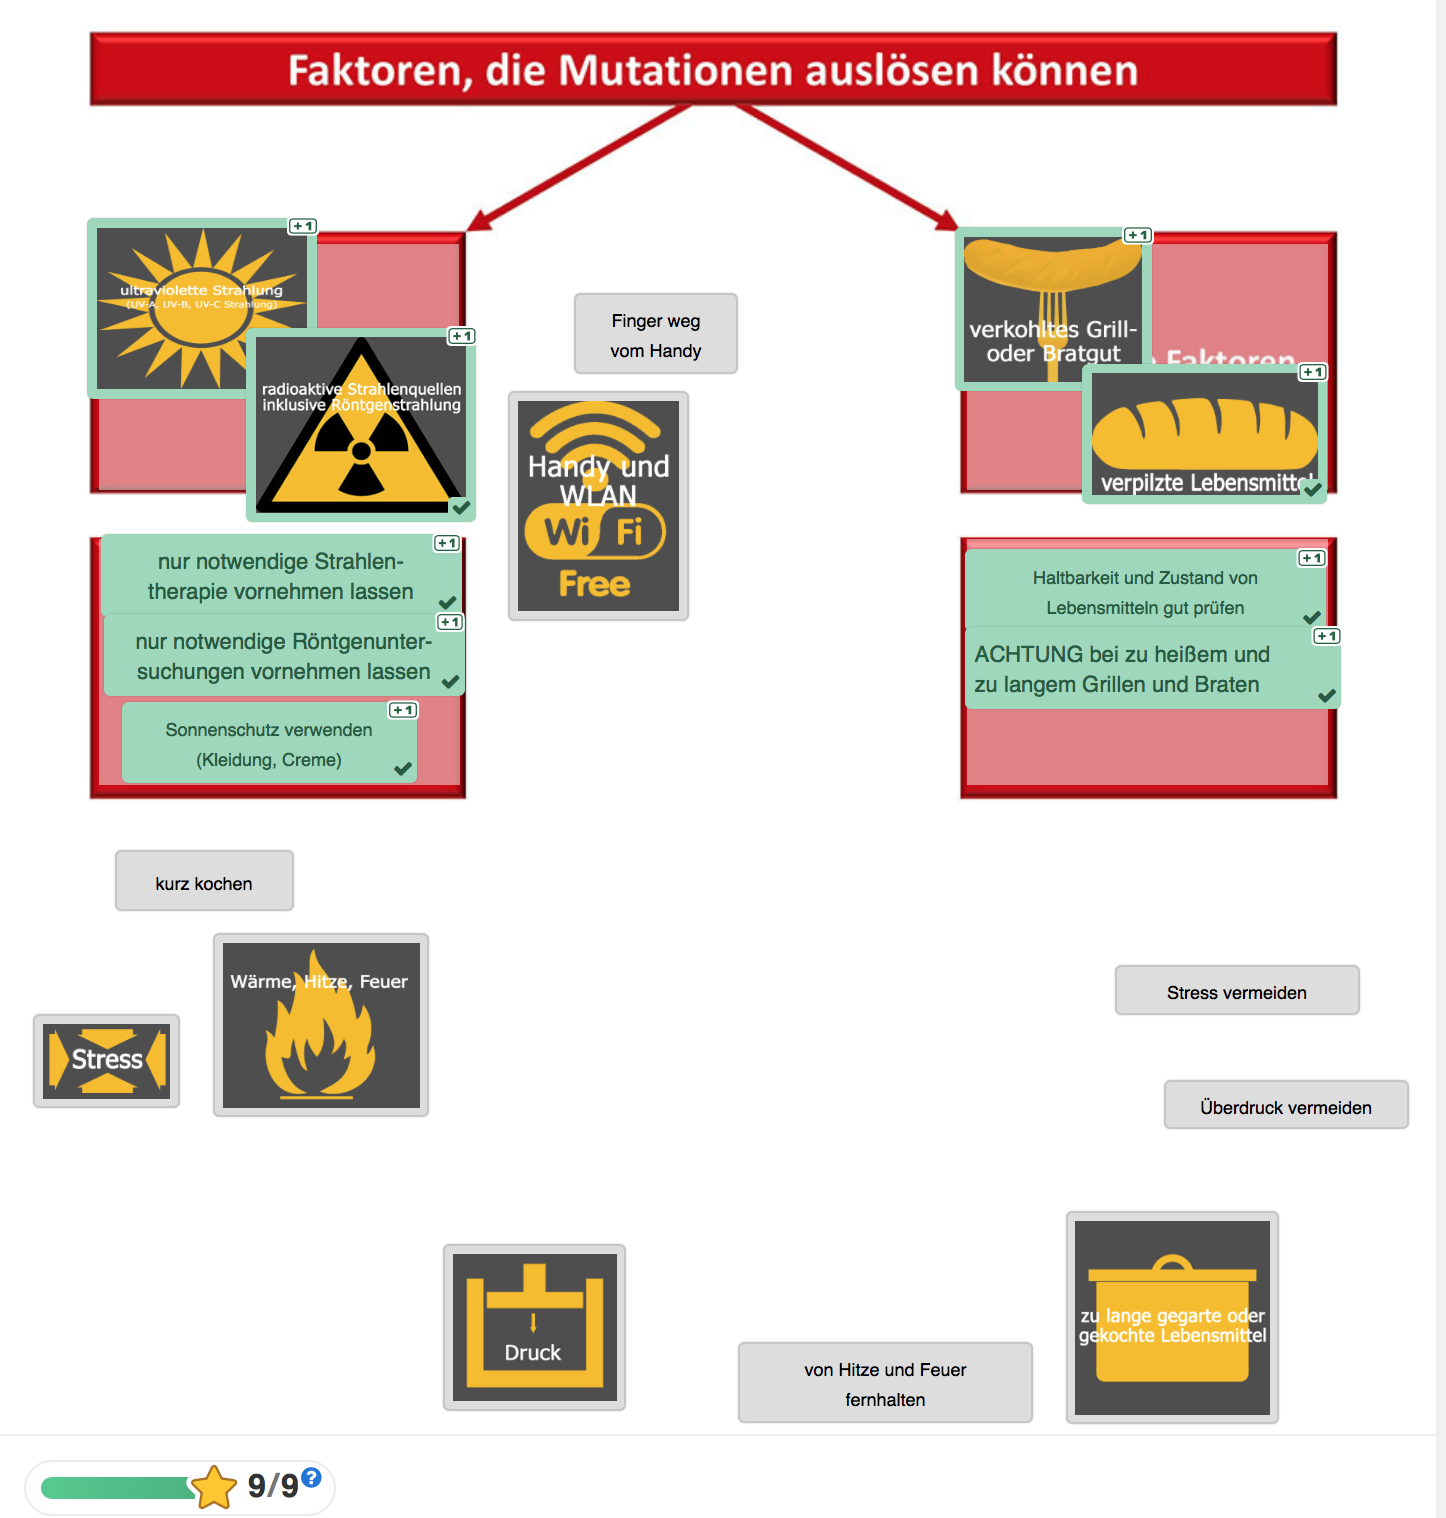 Faktoren, die Mutationen auslösen können
+1
ultraviolette Strahlung
(UV-A, UV-B, UV-C Strahlung)
+1
radioaktive Strahlenquellen
inklusive Röntgenstrahlung
Finger weg
vom Handy
Handy und
WLAN
Wi Fi
Free
+1
verkohltes Grill-
oder Bratgut
Faktoren
+1
verpilzte Lebensmittel
+1
nur notwendige Strahlen-
therapie vornehmen lassen
+1
nur notwendige Röntgenunter-
suchungen vornehmen lassen
+1
Sonnenschutz verwenden
(Kleidung, Creme)
+1
Haltbarkeit und Zustand von
Lebensmitteln gut prüfen
+1
ACHTUNG bei zu heißem und
zu langem Grillen und Braten
kurz kochen
Wärme, Hitze, Feuer
Stress
Stress vermeiden
Überdruck vermeiden
Druck
von Hitze und Feuer
fernhalten
zu lange gegarte oder
gekochte Lebensmittel
9/9
?